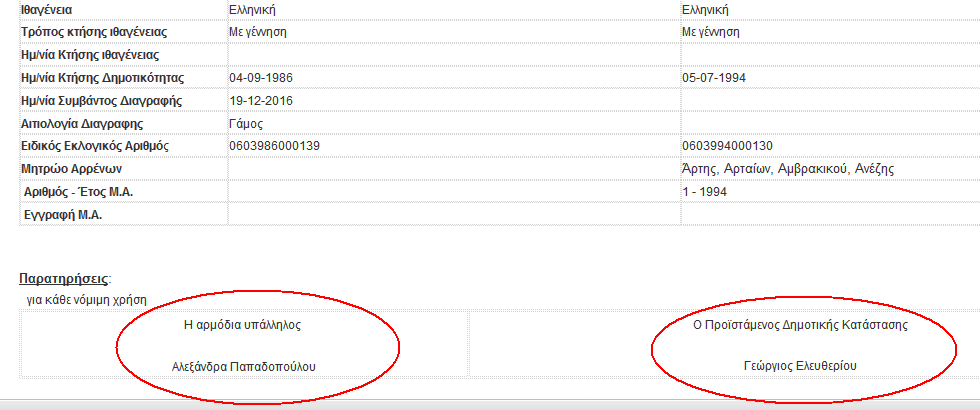 Ιθαγένεια Ελληνική Ελληνική
Τρόπος κτήσης ιθαγένειας Με γέννηση Με γέννηση
Ημ/νία Κτήσης ιθαγένειας
Ημ/νία Κτήσης Δημοτικότητας 04-09-1986 05-07-1994
Ημ/νία Συμβάντος Διαγραφής 19-12-2016
Αιτιολογία Διαγραφης Γάμος
Ειδικός Εκλογικός Αριθμός 0603986000139 0603994000130
Μητρώο Αρρένων Άρτης, Αρταίων, Αμβρακικού, Ανέζης
Αριθμός - Έτος Μ.Α. 1 - 1994
Εγγραφή Μ.Α.
Παρατηρήσεις:
για κάθε νόμιμη χρήση
Η αρμόδια υπάλληλος Ο Προϊστάμενος Δημοτικής Κατάστασης
Αλεξάνδρα Παπαδοπούλου Γεώργιος Ελευθερίου